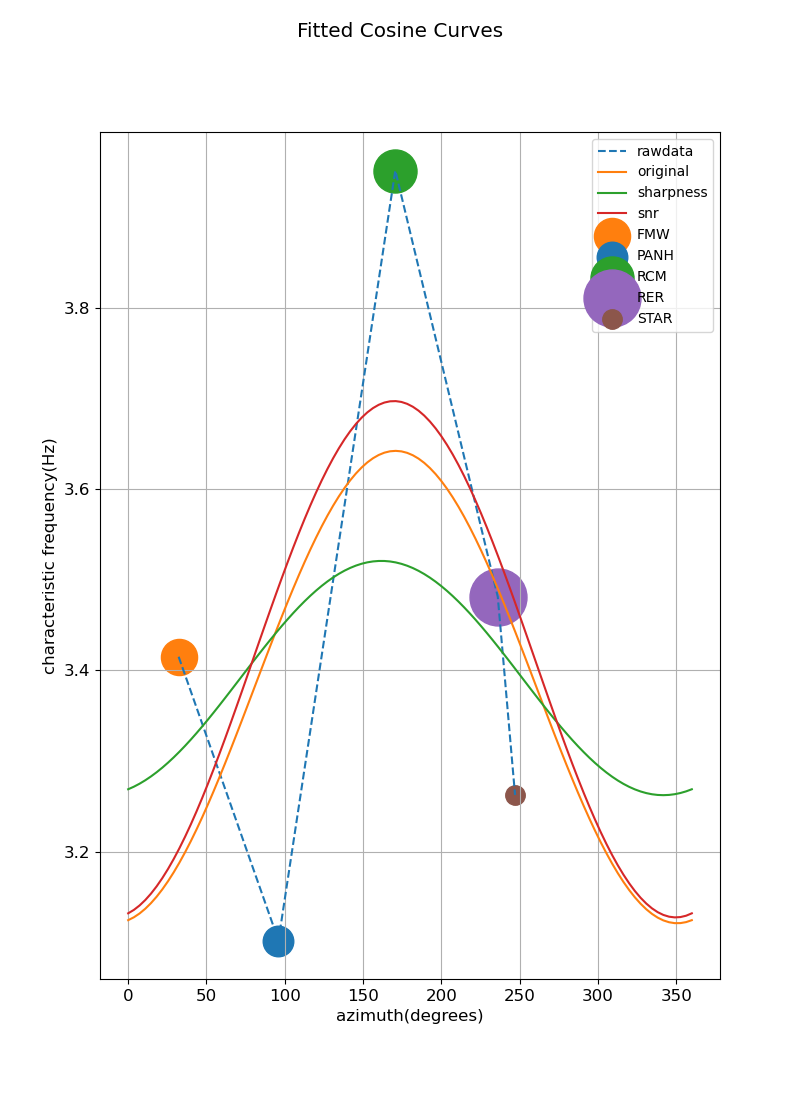 Fitted Cosine Curves
rawdata
original
sharpness
snr
FMW
PANH
RCM
RER
STAR
3.8
3.6
3.4
3.2
characteristic frequency(Hz)
0 50 100 150 200 250 300 350
azimuth(degrees)